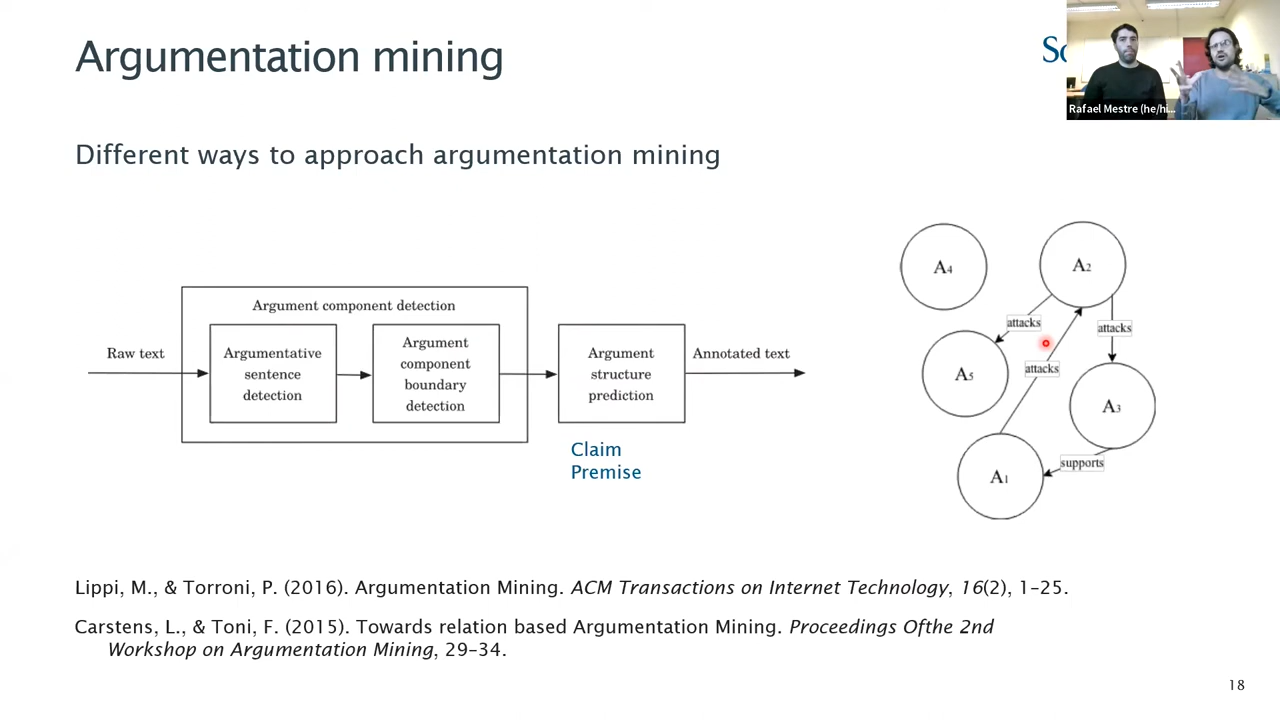 Argumentation mining
Rafael Mestre (he/hi...
Different ways to approach argumentation mining
Argument component detection
Raw text
Argumentative
sentence
detection
Argument
component
boundary
detection
Argument
structure
prediction
Annotated text
Claim
Premise
A4
A2
attacks
attacks
attacks
A5
A3
supports
A1
Lippi, M., & Torroni, P. (2016). Argumentation Mining. ACM Transactions on Internet Technology, 16(2), 1–25.
Carstens, L., & Toni, F. (2015). Towards relation based Argumentation Mining. Proceedings Ofthe 2nd
Workshop on Argumentation Mining, 29–34.
18